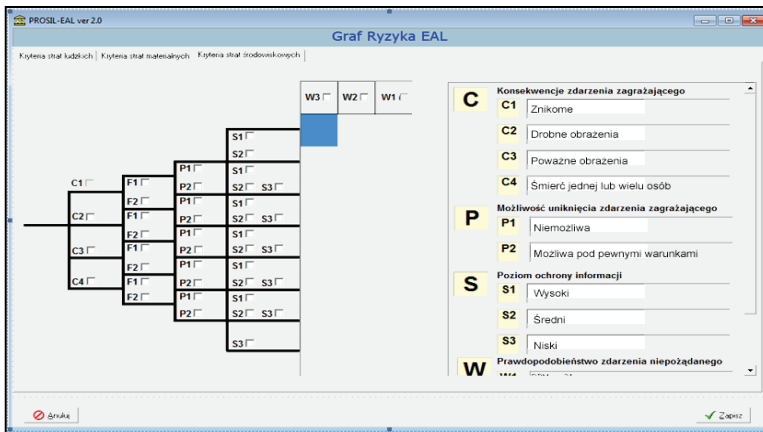 PROSIL-EAL ver 2.0
Graf Ryzyka EAL
Kryteria strat ludzkich | Kryteria strat materialnych | Kryteria strat środowiskowych
W3 W2 W1
S1
S2
P1 S1
C1 F1 P2 S2 S3
F2 P1 S1
C2 F1 P2 S2 S3
F2 P1 S1
C3 F1 P2 S2 S3
F2 P1 S1
C4 F1 P2 S2 S3
F2 P1 S1
P2 S2 S3
S3
C Konsekwencje zdarzenia zagrażającego
C1 Znikome
C2 Drobne obrażenia
C3 Poważne obrażenia
C4 Śmierć jednej lub wielu osób
P Możliwość uniknięcia zdarzenia zagrażającego
P1 Niemożliwa
P2 Możliwa pod pewnymi warunkami
S Poziom ochrony informacji
S1 Wysoki
S2 Średni
S3 Niski
W Prawdopodobieństwo zdarzenia niepożądanego
W1
Anuluj
Zapisz